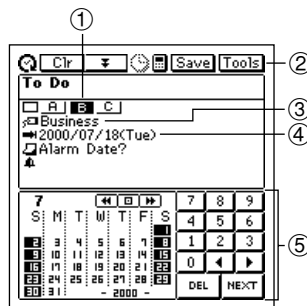 ①
Clr Save Tools ②
To Do
A B C
Business ③
2000/07/18(Tue) ④
Alarm Date?
7 7 8 9
S M T W T F S 4 5 6
1
2 3 4 5 6 7 8 1 2 3
9 10 11 12 13 14 15 0
16 17 18 19 20 21 22
23 24 25 26 27 28 29 DEL NEXT
30 31 - 2000 -
⑤